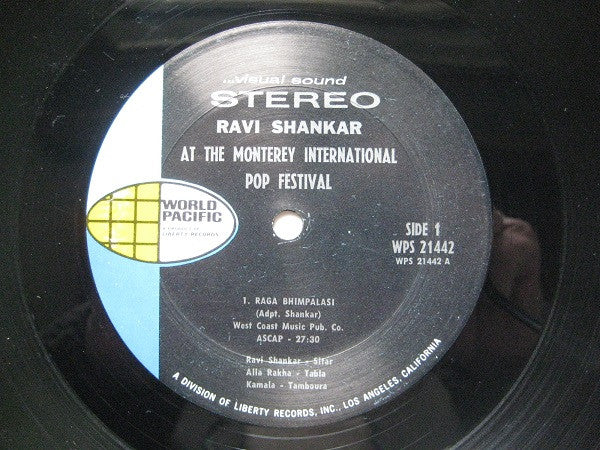 ...visual sound
STEREO
RAVI SHANKAR
AT THE MONTEREY INTERNATIONAL
POP FESTIVAL
WORLD
PACIFIC
A PRODUCT OF
LIBERTY RECORDS
SIDE 1
WPS 21442
WPS 21442 A
1. RAGA BHIMPALASI
(Adpt. Shankar)
West Coast Music Pub. Co.
ASCAP - 27:30
Ravi Shankar - Sitar
Alla Rakha - Tabla
Kamala - Tamboura
A DIVISION OF LIBERTY RECORDS, INC., LOS ANGELES, CALIFORNIA